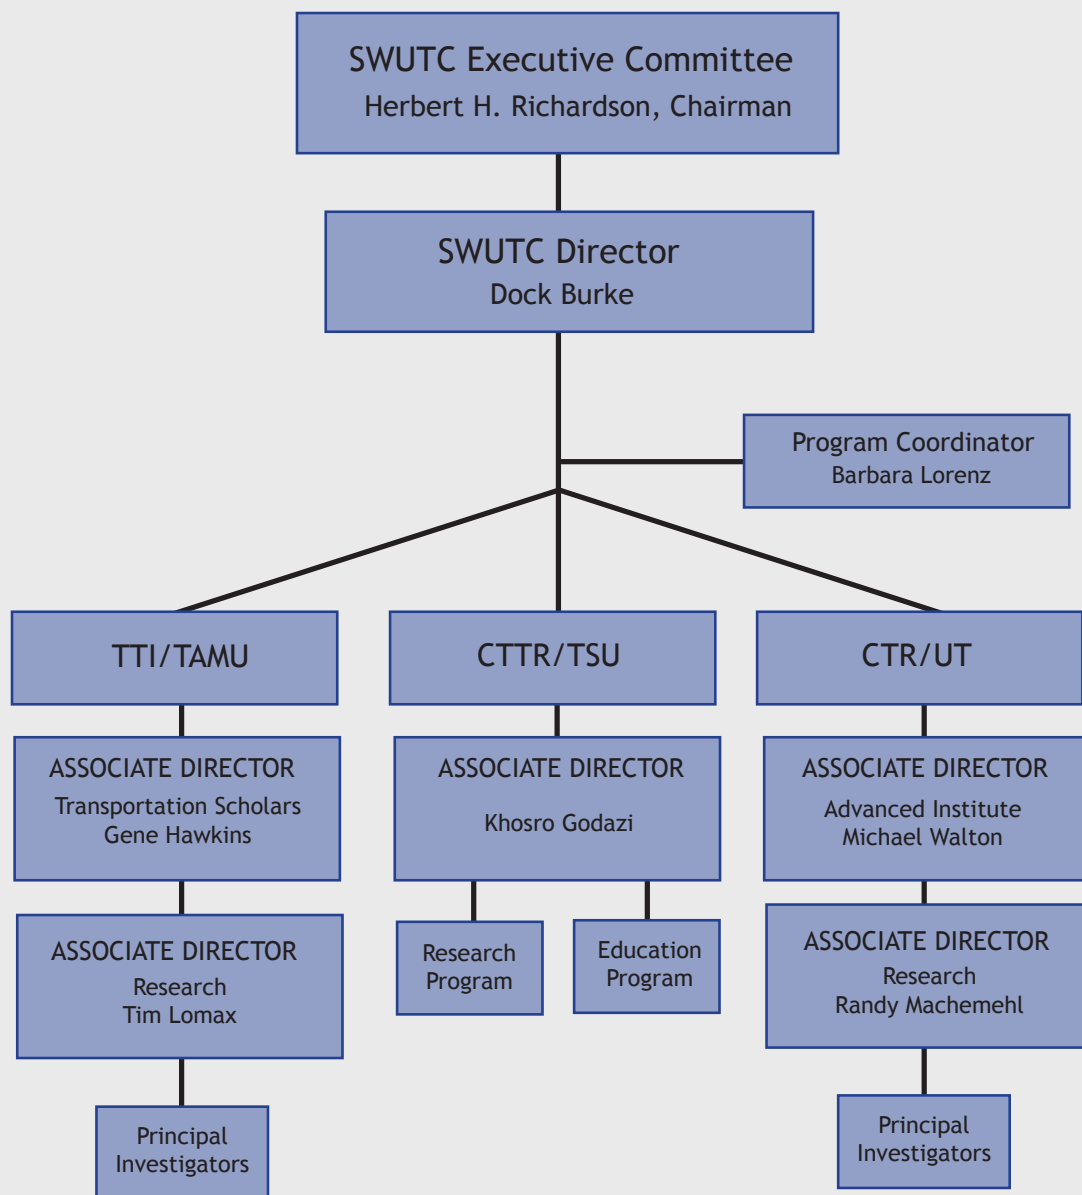 SWUTC Executive Committee
Herbert H. Richardson, Chairman
SWUTC Director
Dock Burke
Program Coordinator
Barbara Lorenz
TTI/TAMU
CTTR/TSU
CTR/UT
ASSOCIATE DIRECTOR
Transportation Scholars
Gene Hawkins
ASSOCIATE DIRECTOR
Khosro Godazi
ASSOCIATE DIRECTOR
Advanced Institute
Michael Walton
ASSOCIATE DIRECTOR
Research
Tim Lomax
Research
Program
Education
Program
ASSOCIATE DIRECTOR
Research
Randy Machemehl
Principal
Investigators
Principal
Investigators